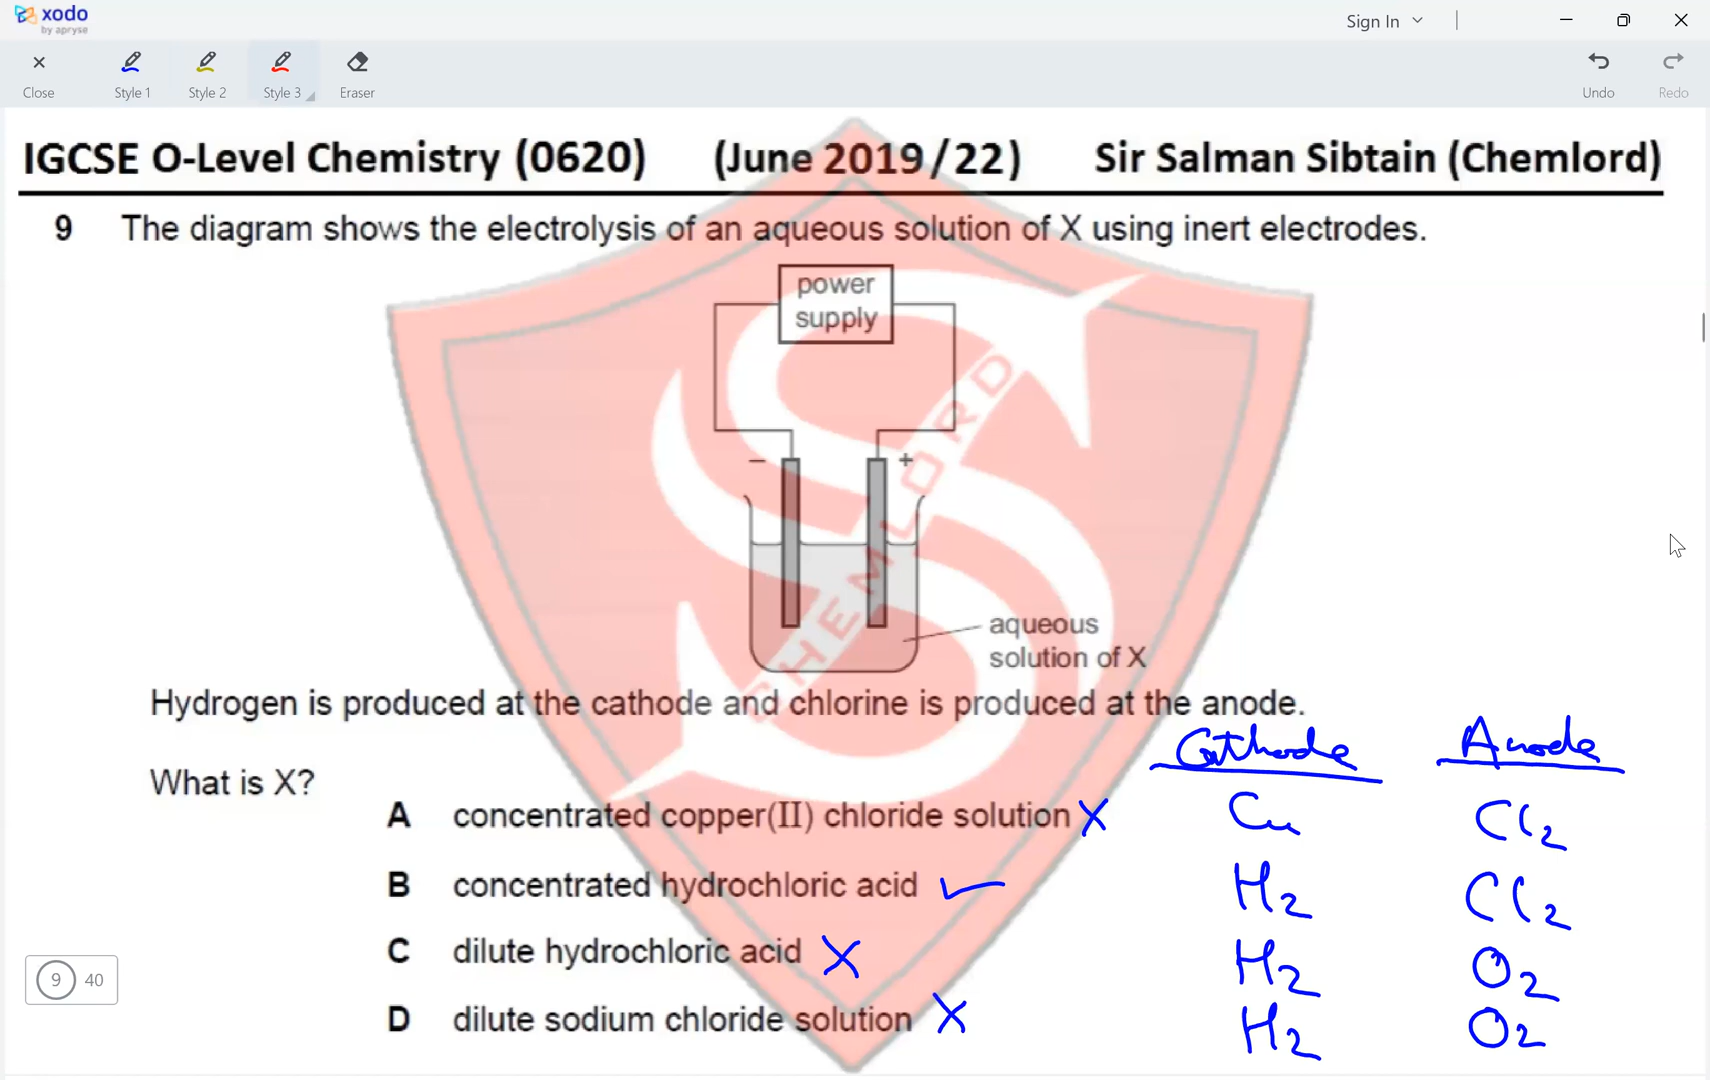 xodo
by apryse
Sign In
Close
Style 1
Style 2
Style 3
Eraser
Undo
Redo
IGCSE O-Level Chemistry (0620) (June 2019/22) Sir Salman Sibtain (Chemlord)
9 The diagram shows the electrolysis of an aqueous solution of X using inert electrodes.
power
supply
– +
CHEMLORD
aqueous
solution of X
Hydrogen is produced at the cathode and chlorine is produced at the anode.
Cathode Anode
What is X?
A concentrated copper(II) chloride solution X Cu Cl2
B concentrated hydrochloric acid ✓ H2 Cl2
C dilute hydrochloric acid X H2 O2
D dilute sodium chloride solution X H2 O2
9 40